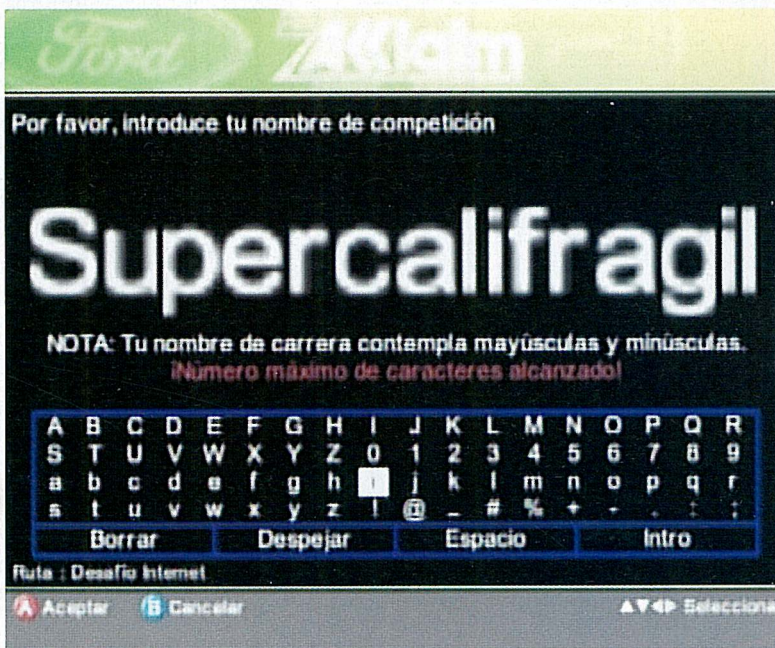 Ford Acclaim
Por favor, introduce tu nombre de competición
Supercalifragil
NOTA: Tu nombre de carrera contempla mayúsculas y minúsculas.
¡Número máximo de caracteres alcanzado!
A B C D E F G H I J K L M N O P Q R
S T U V W X Y Z 0 1 2 3 4 5 6 7 8 9
a b c d e f g h i j k l m n o p q r
s t u v w x y z ! @ _ # % + - . : ;
Borrar Despejar Espacio Intro
Ruta : Desafío Internet
A Aceptar B Cancelar ▲▼◀▶ Selecciona